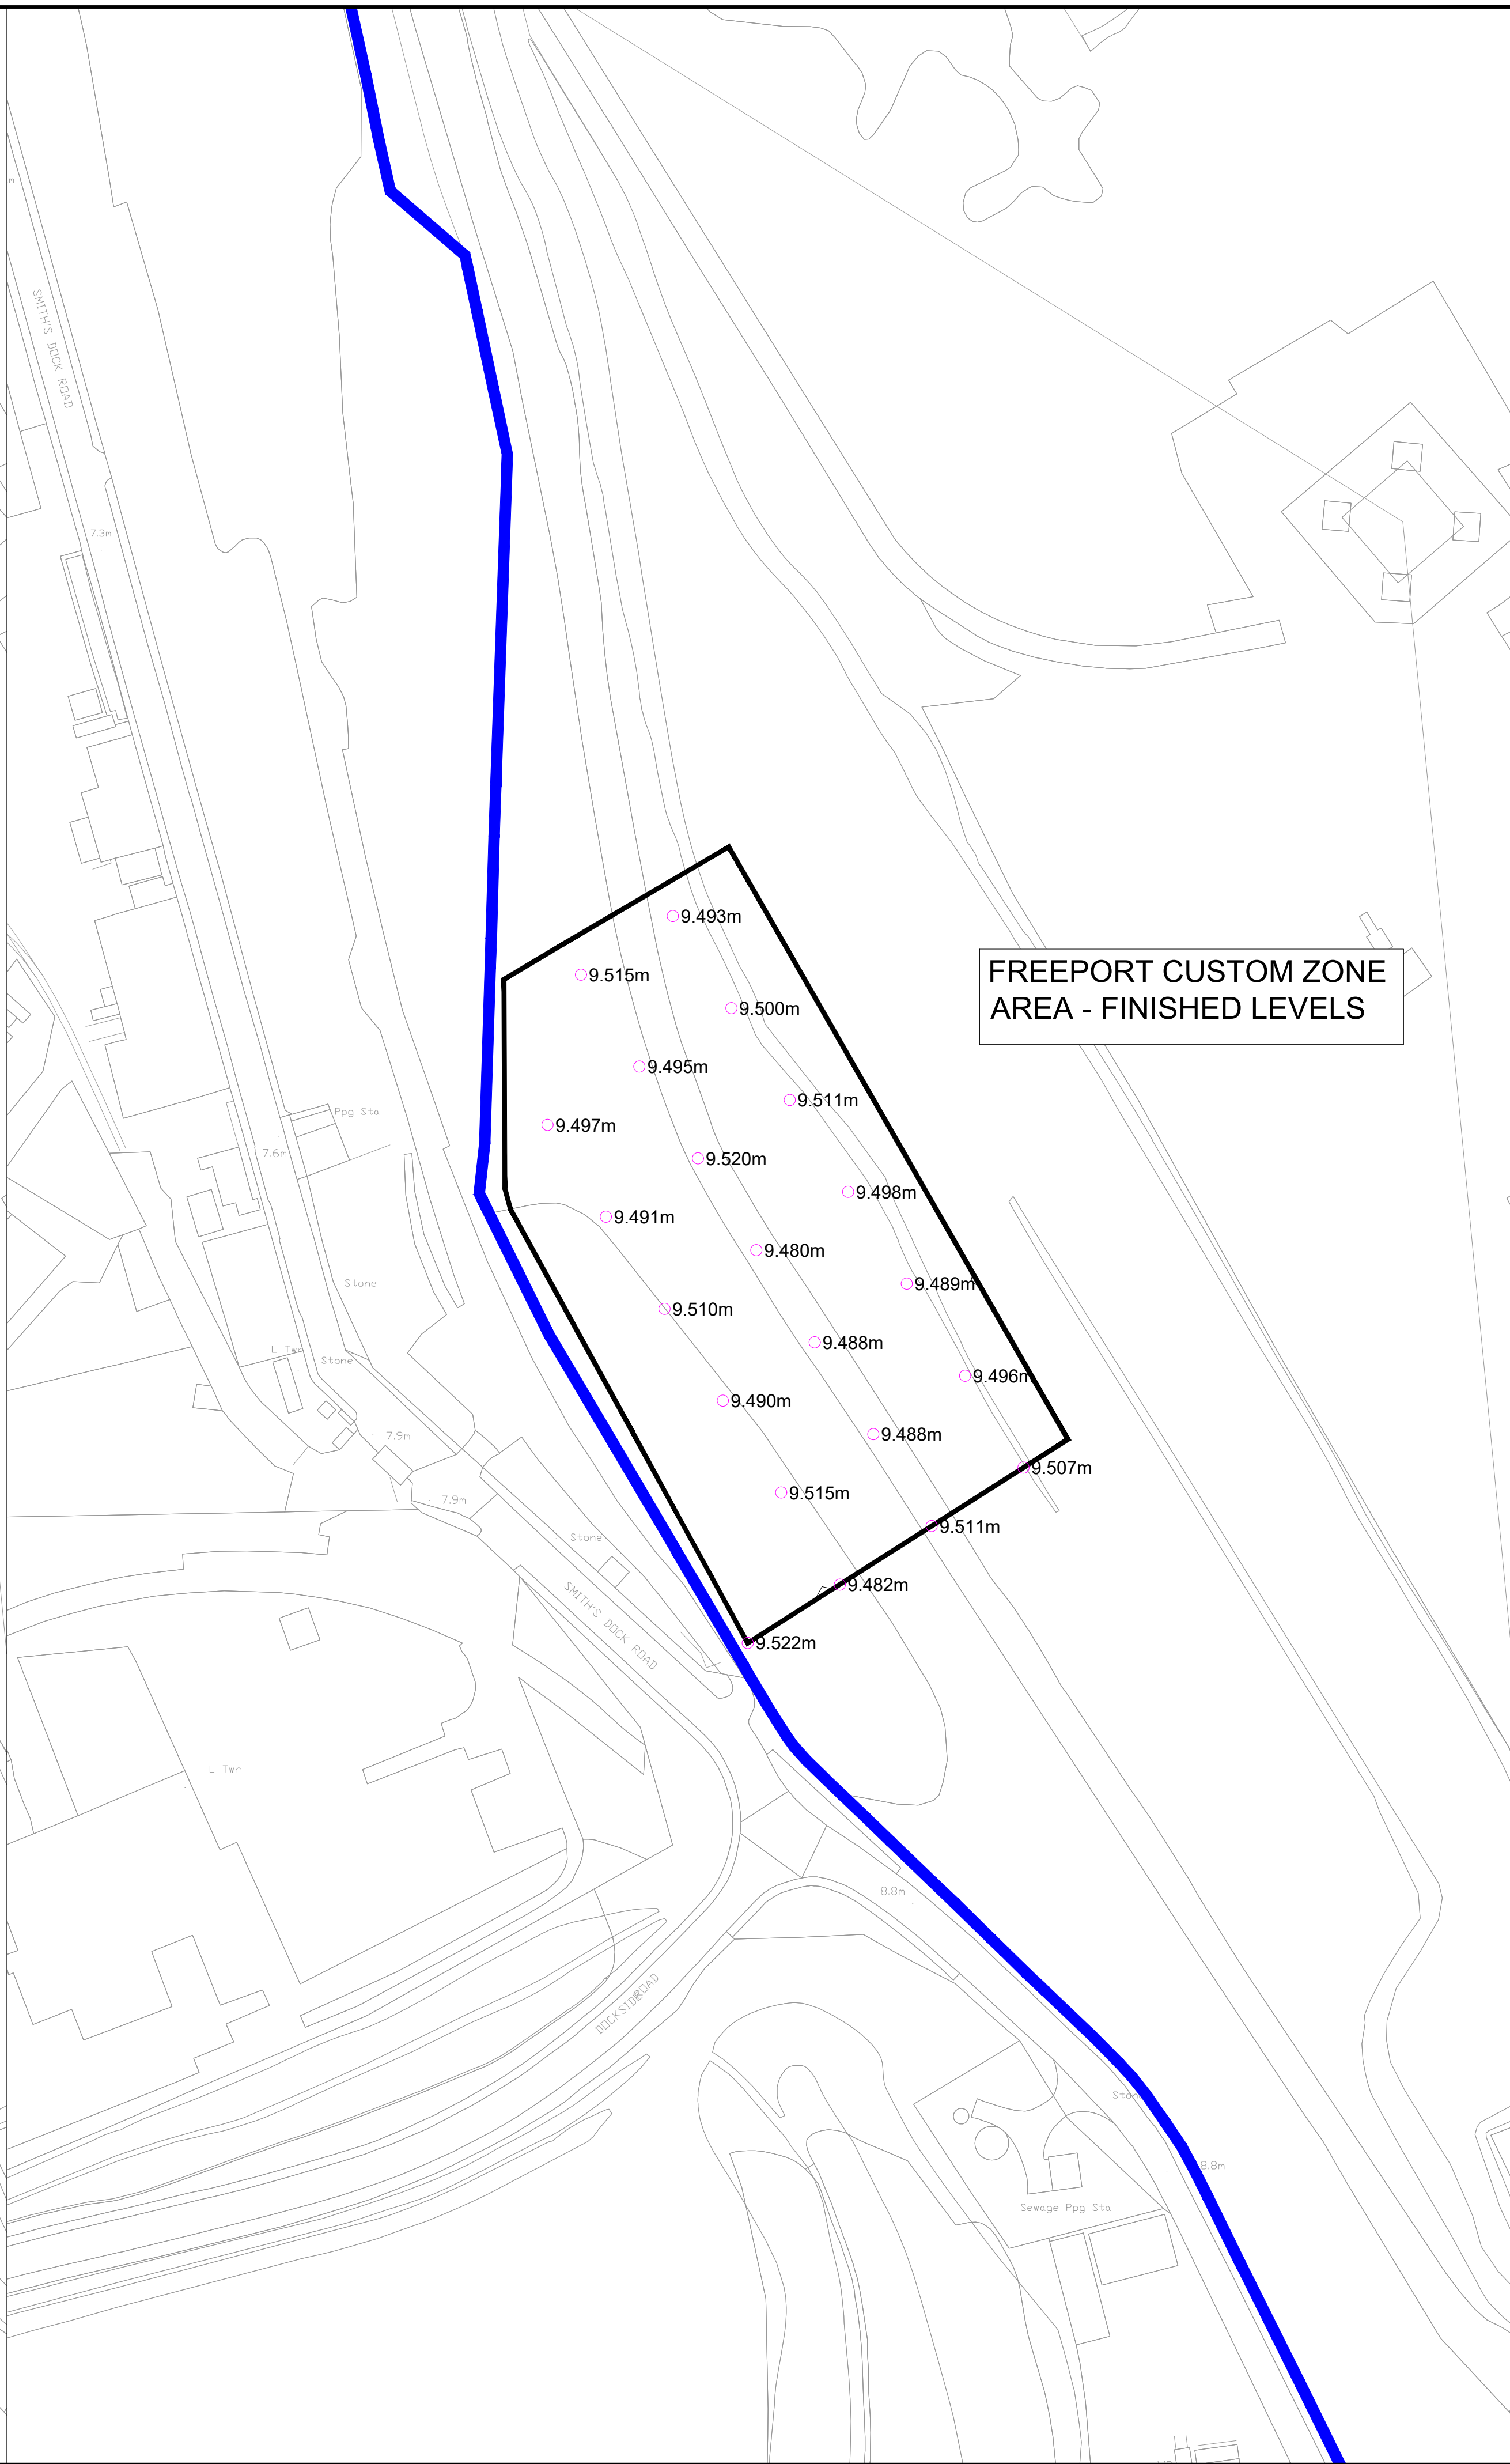 m
SMITH'S DOCK ROAD
7.3m
9.493m
FREEPORT CUSTOM ZONE
AREA - FINISHED LEVELS
9.515m
9.500m
9.495m
9.511m
Ppg Sta
9.497m
7.6m
9.520m
9.498m
9.491m
9.480m
Stone
9.489m
9.510m
L Twr
Stone
9.488m
9.496m
9.490m
7.9m
9.488m
9.507m
7.9m
9.515m
Stone
9.511m
SMITH'S DOCK ROAD
9.482m
9.522m
L Twr
8.8m
DOCKSIDE ROAD
Stone
8.8m
Sewage Ppg Sta